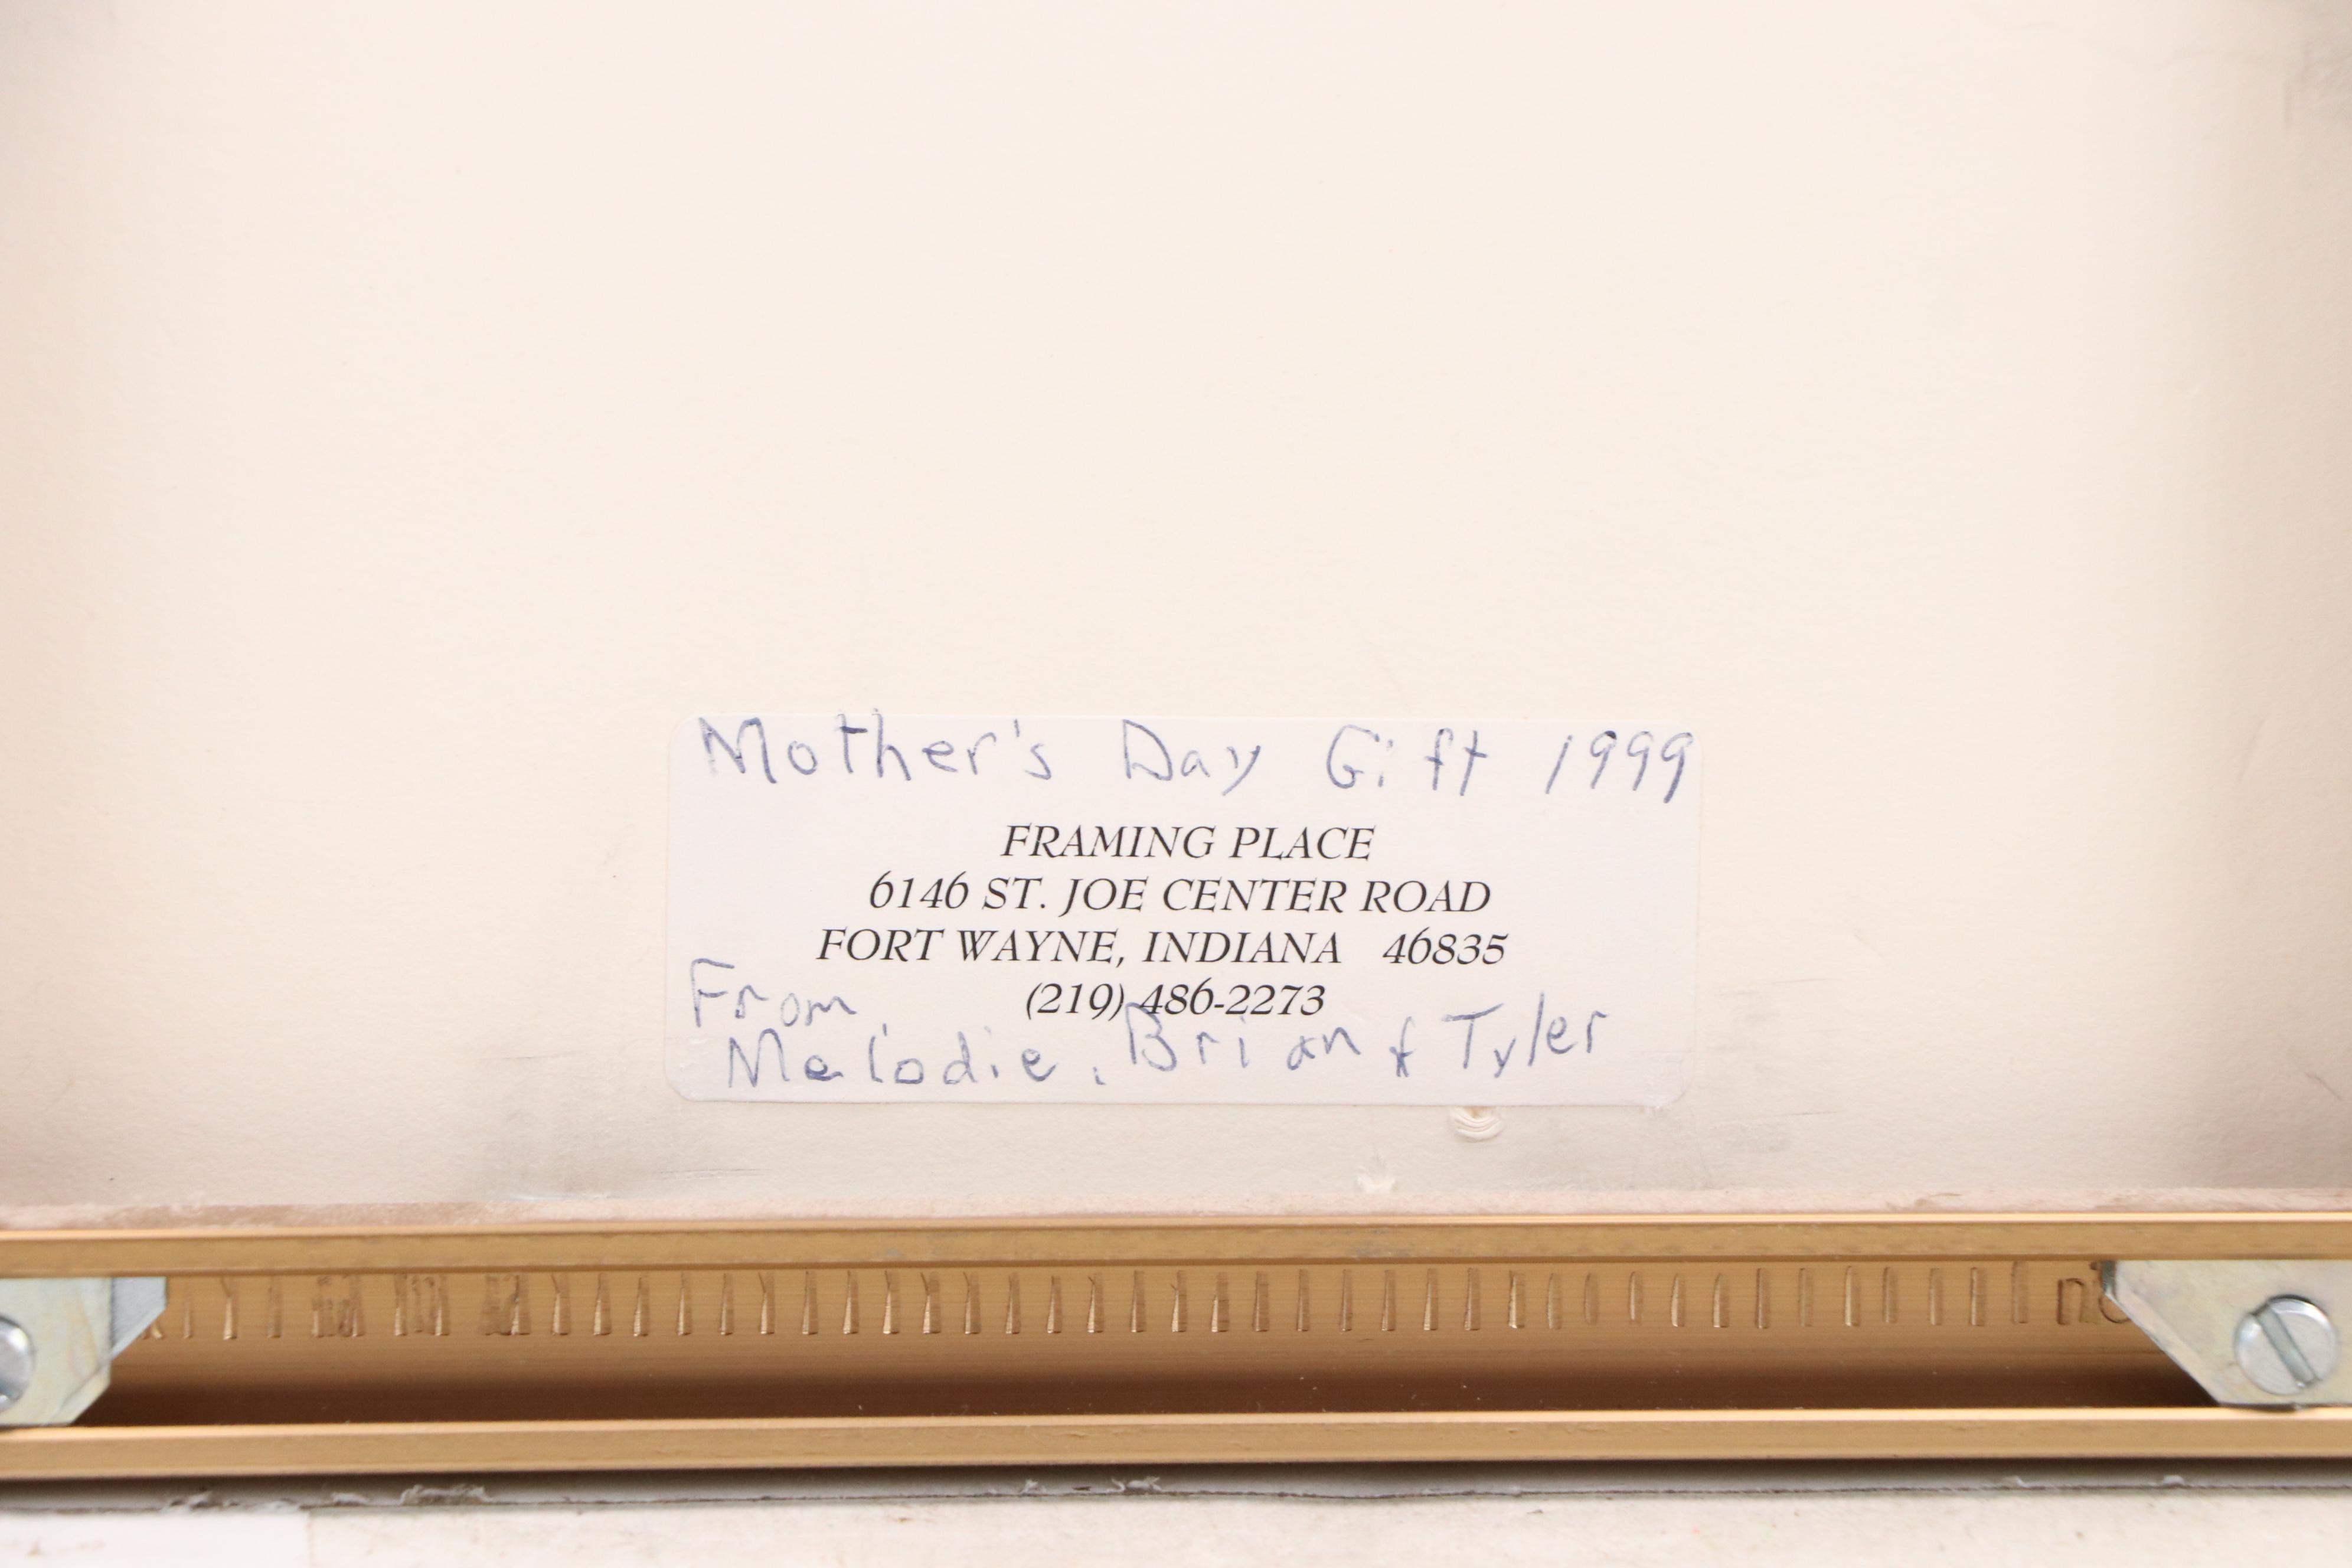 Mother's Day Gift 1999
FRAMING PLACE
6146 ST. JOE CENTER ROAD
FORT WAYNE, INDIANA 46835
(219) 486-2273
From
Melodie, Brian & Tyler